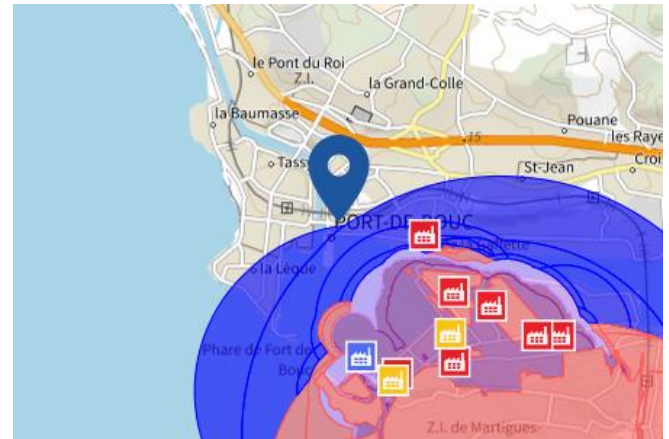 le Pont du Roi
Z.I.
la Grand-Colle
la Baumasse
Pouane
les Raye
15
Tass
St-Jean
Croi
PORT-DE-BOUC
la Lèque
Phare de Fort de
Bouc
Z.I. de Martigues-